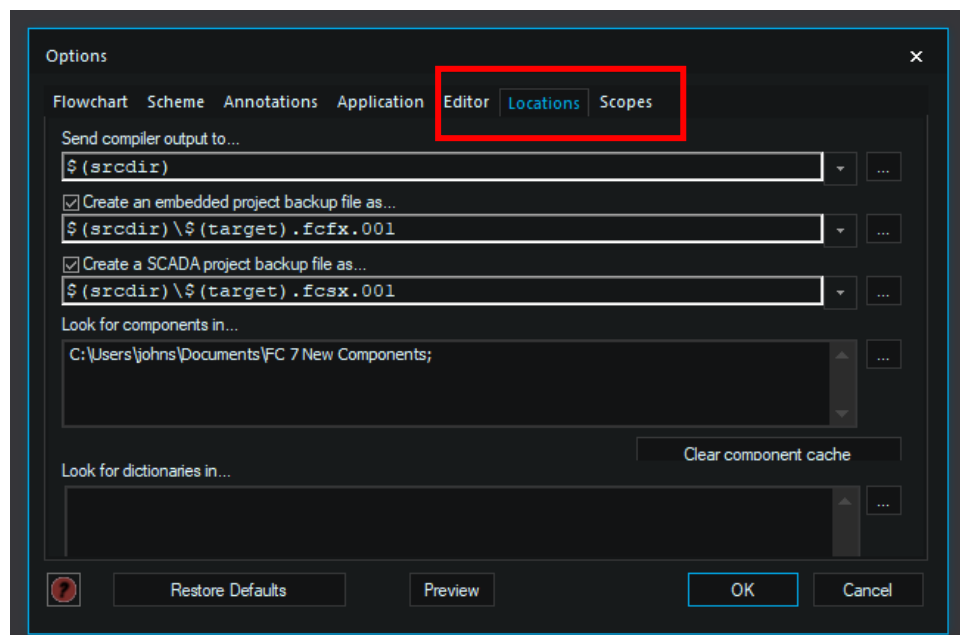 Options
Flowchart Scheme Annotations Application Editor Locations Scopes
Send compiler output to...
$(srcdir)
...
Create an embedded project backup file as...
$(srcdir)\$(target).fcfx.001
...
Create a SCADA project backup file as...
$(srcdir)\$(target).fcsx.001
...
Look for components in...
C:\Users\johns\Documents\FC 7 New Components;
...
Clear component cache
Look for dictionaries in...
...
? Restore Defaults Preview OK Cancel